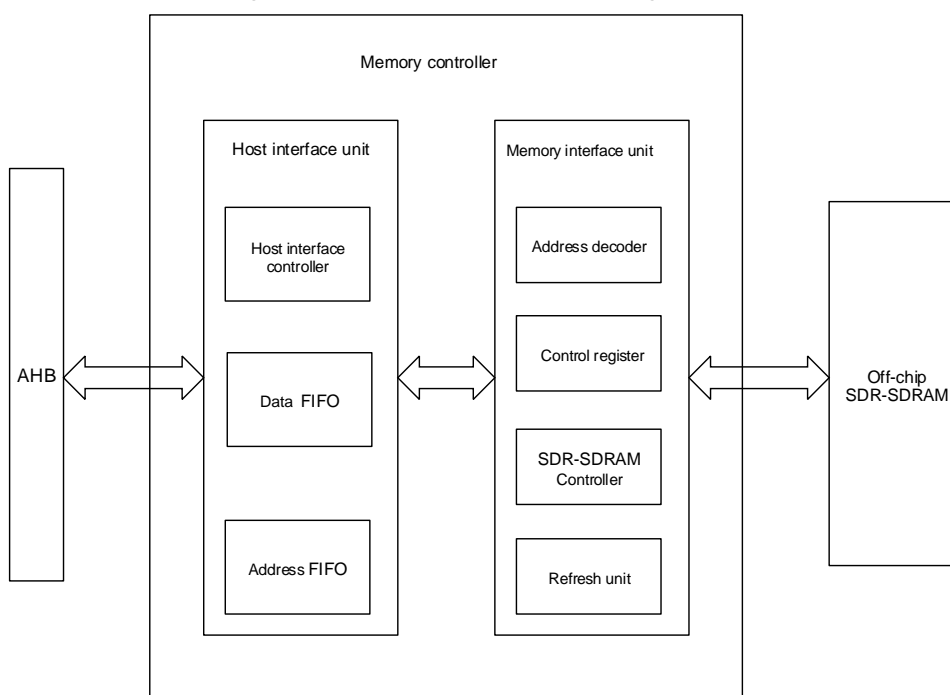 Memory controller
Host interface unit
Memory interface unit
Host interface
controller
Address decoder
AHB
Data FIFO
Control register
Off-chip
SDR-SDRAM
SDR-SDRAM
Controller
Address FIFO
Refresh unit